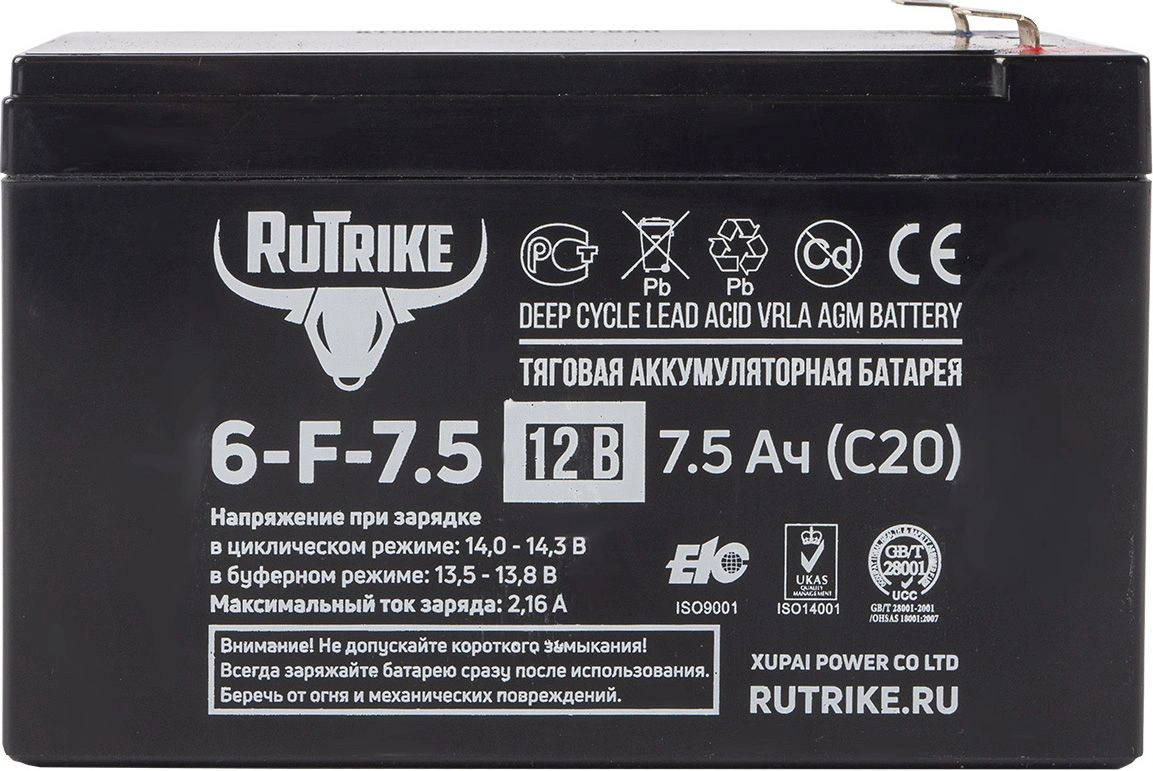 RUTRIKE
РСТ
Pb
Pb
Cd
CE
DEEP CYCLE LEAD ACID VRLA AGM BATTERY
ТЯГОВАЯ АККУМУЛЯТОРНАЯ БАТАРЕЯ
6-F-7.5 12 В 7.5 Ач (C20)
Напряжение при зарядке
в циклическом режиме: 14,0 - 14,3 В
в буферном режиме: 13,5 - 13,8 В
Максимальный ток заряда: 2,16 А
EIC
ISO9001
UKAS
QUALITY
MANAGEMENT
ISO14001
GB/T
28001
UCC
GB/T 28001-2001
/OHSAS 18001:2007
Внимание! Не допускайте короткого замыкания!
Всегда заряжайте батарею сразу после использования.
Беречь от огня и механических повреждений.
XUPAI POWER CO LTD
RUTRIKE.RU